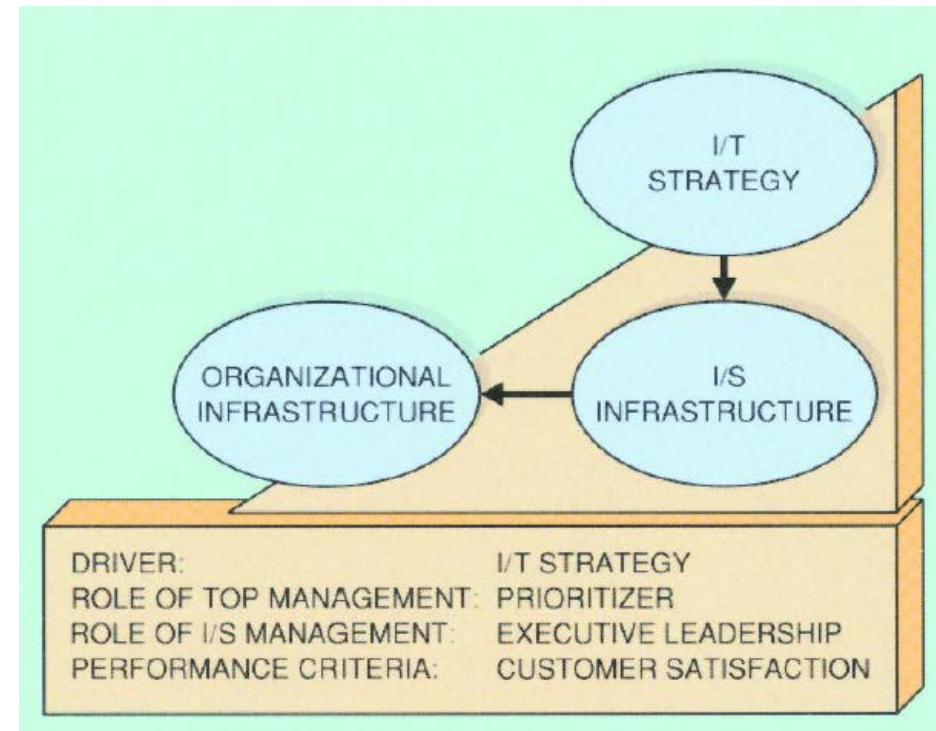 I/T
STRATEGY
ORGANIZATIONAL
INFRASTRUCTURE
I/S
INFRASTRUCTURE
DRIVER: I/T STRATEGY
ROLE OF TOP MANAGEMENT: PRIORITIZER
ROLE OF I/S MANAGEMENT: EXECUTIVE LEADERSHIP
PERFORMANCE CRITERIA: CUSTOMER SATISFACTION